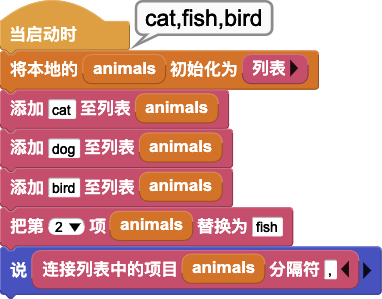 cat,fish,bird
当启动时
将本地的 animals 初始化为 列表
添加 cat 至列表 animals
添加 dog 至列表 animals
添加 bird 至列表 animals
把第 2 项 animals 替换为 fish
说 连接列表中的项目 animals 分隔符 ,